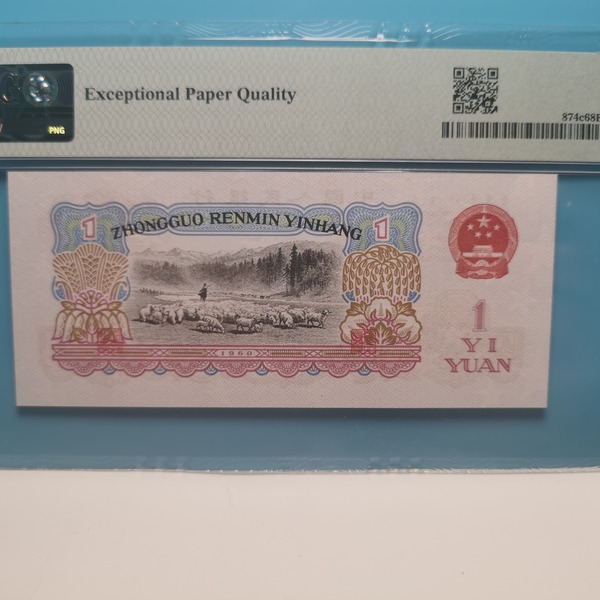 Exceptional Paper Quality
PNG
874c68
ZHONGGUO RENMIN YINHANG
1
1
1960
1
YI
YUAN